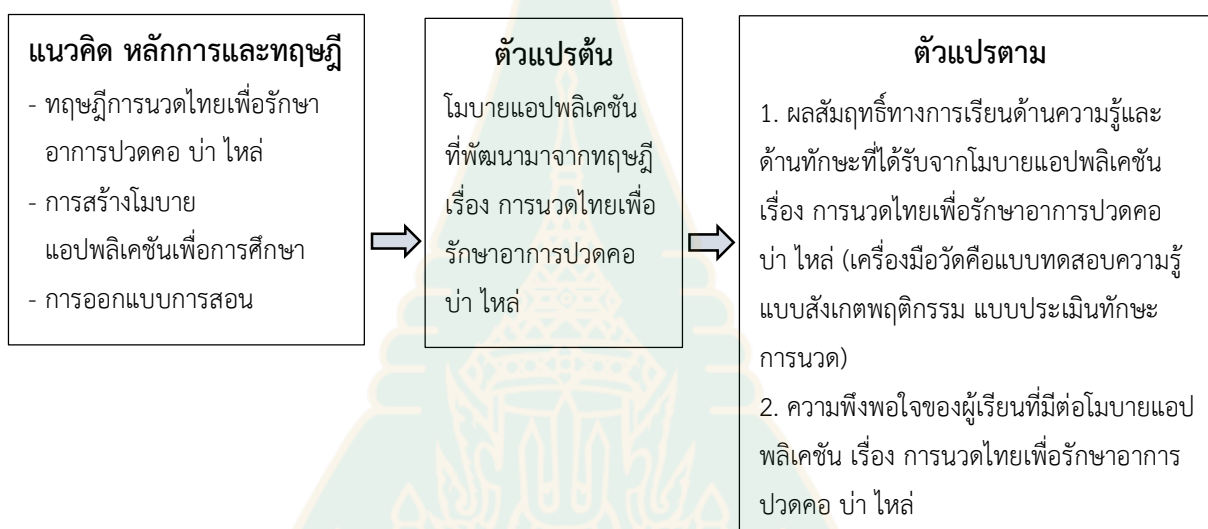 แนวคิด หลักการและทฤษฎี
- ทฤษฎีการนวดไทยเพื่อรักษา
อาการปวดคอ บ่า ไหล่
- การสร้างโมบาย
แอปพลิเคชันเพื่อการศึกษา
- การออกแบบการสอน
ตัวแปรต้น
โมบายแอปพลิเคชัน
ที่พัฒนามาจากทฤษฎี
เรื่อง การนวดไทยเพื่อ
รักษาอาการปวดคอ
บ่า ไหล่
ตัวแปรตาม
1. ผลสัมฤทธิ์ทางการเรียนด้านความรู้และ
ด้านทักษะที่ได้รับจากโมบายแอปพลิเคชัน
เรื่อง การนวดไทยเพื่อรักษาอาการปวดคอ
บ่า ไหล่ (เครื่องมือวัดคือแบบทดสอบความรู้
แบบสังเกตพฤติกรรม แบบประเมินทักษะ
การนวด)
2. ความพึงพอใจของผู้เรียนที่มีต่อโมบายแอป
พลิเคชัน เรื่อง การนวดไทยเพื่อรักษาอาการ
ปวดคอ บ่า ไหล่